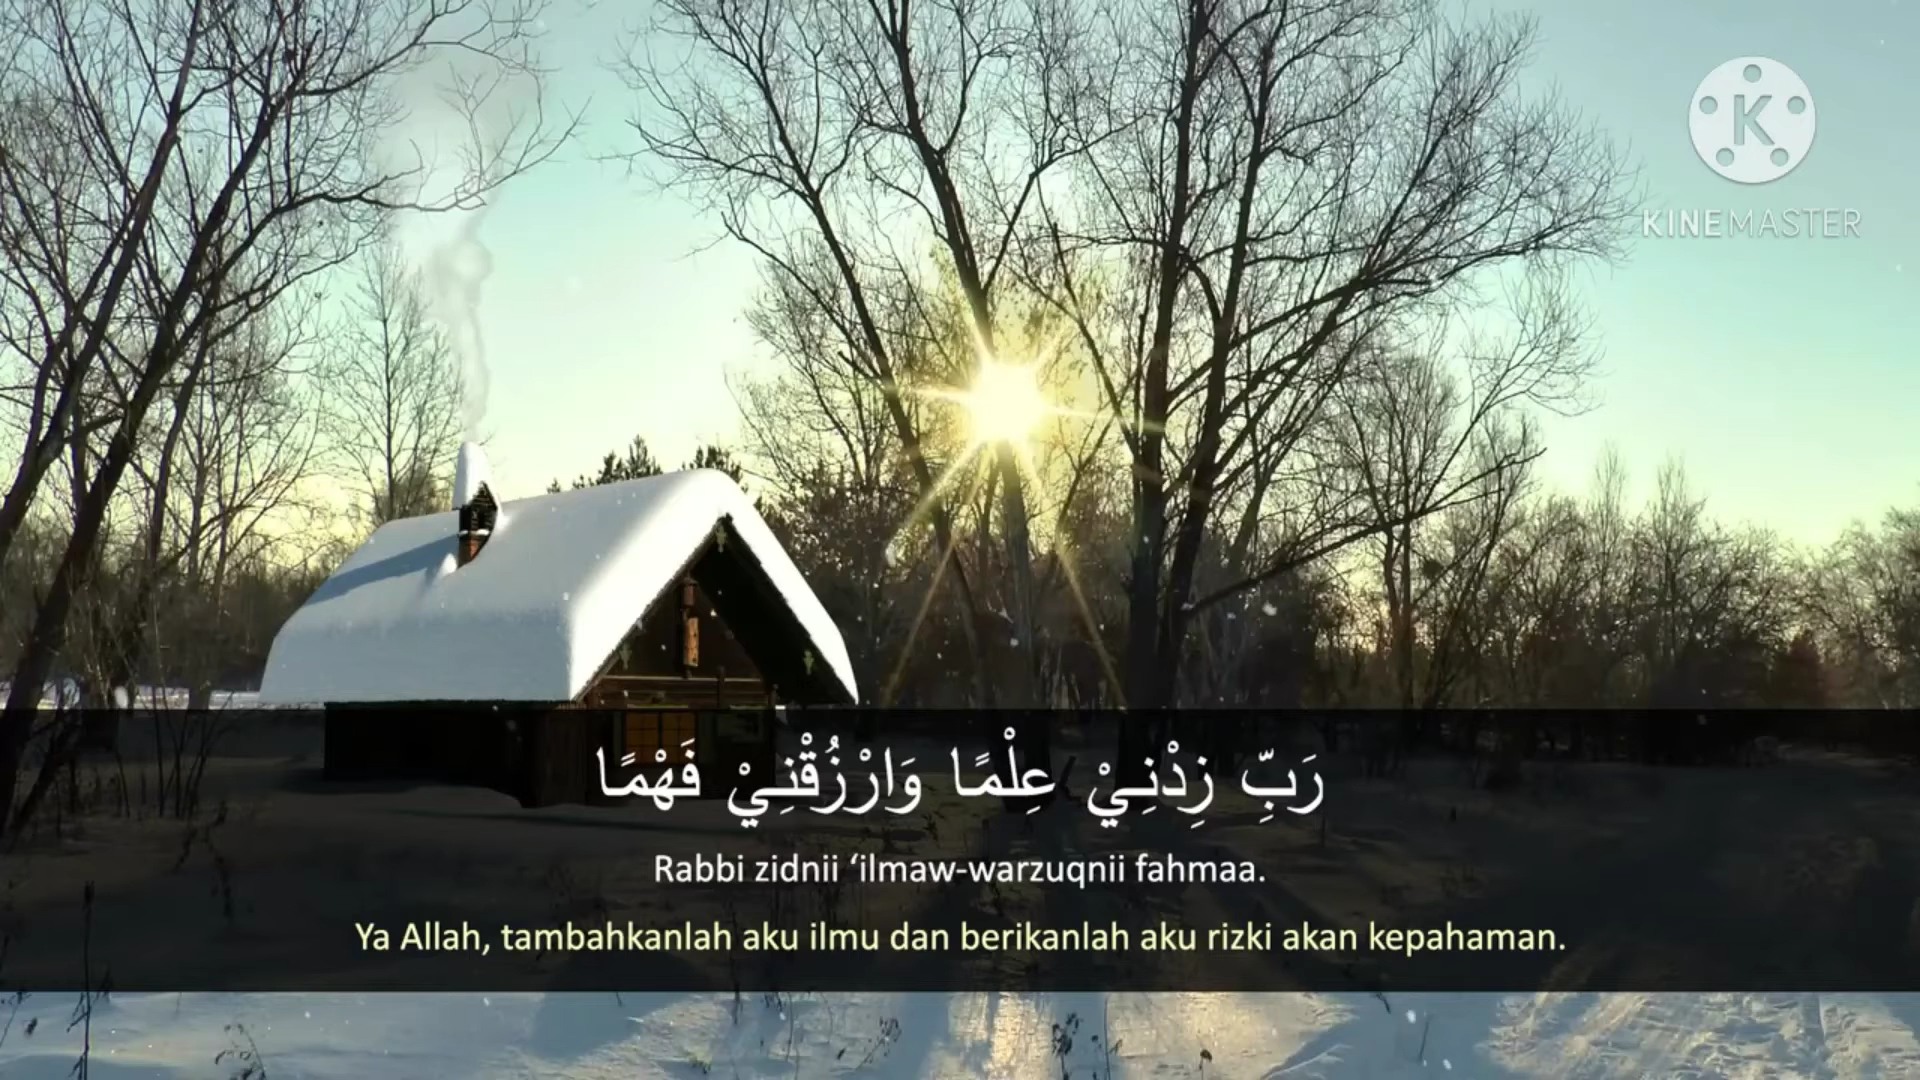 K
KINEMASTER
رَبِّ زِدْنِيْ عِلْمًا وَارْزُقْنِيْ فَهْمًا
Rabbi zidnii ‘ilmaw-warzuqnii fahmaa.
Ya Allah, tambahkanlah aku ilmu dan berikanlah aku rizki akan kepahaman.